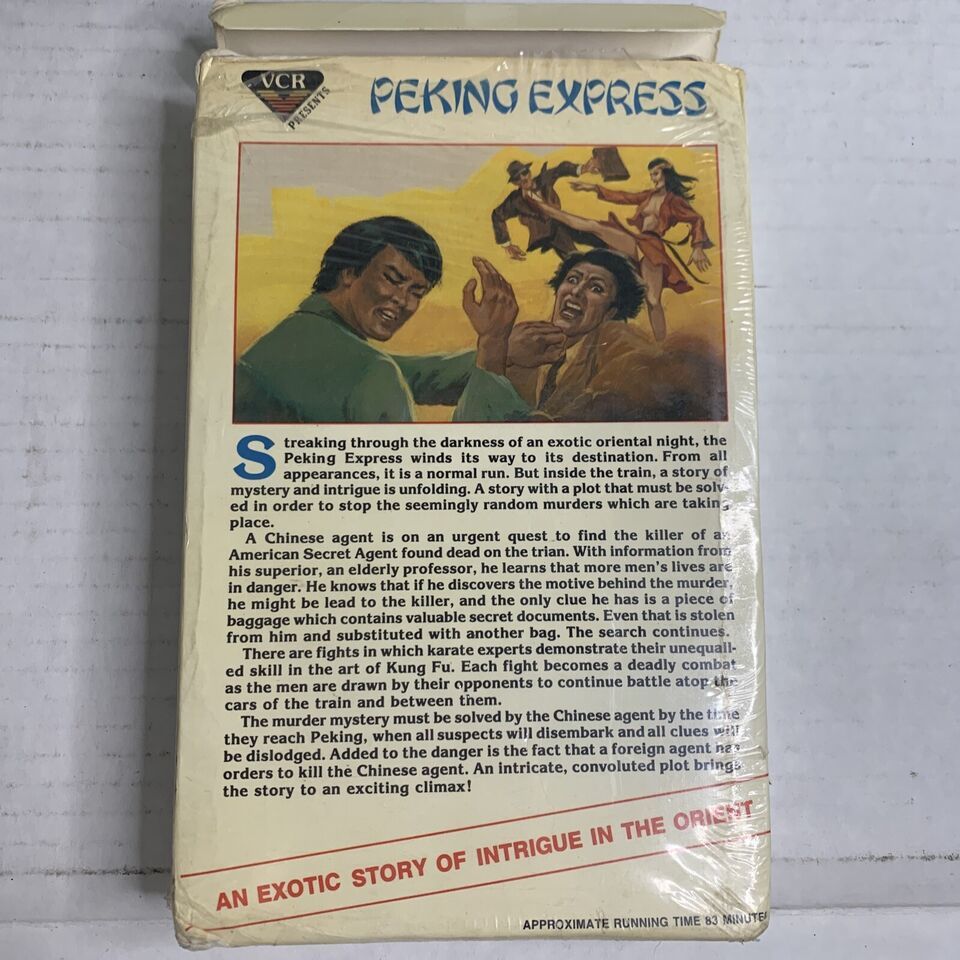 VCR
PRESENTS
PEKING EXPRESS
Streaking through the darkness of an exotic oriental night, the
Peking Express winds its way to its destination. From all
appearances, it is a normal run. But inside the train, a story of
mystery and intrigue is unfolding. A story with a plot that must be solv-
ed in order to stop the seemingly random murders which are taking
place.
A Chinese agent is on an urgent quest to find the killer of an
American Secret Agent found dead on the trian. With information from
his superior, an elderly professor, he learns that more men's lives are
in danger. He knows that if he discovers the motive behind the murder,
he might be lead to the killer, and the only clue he has is a piece of
baggage which contains valuable secret documents. Even that is stolen
from him and substituted with another bag. The search continues.
There are fights in which karate experts demonstrate their unequall-
ed skill in the art of Kung Fu. Each fight becomes a deadly combat
as the men are drawn by their opponents to continue battle atop the
cars of the train and between them.
The murder mystery must be solved by the Chinese agent by the time
they reach Peking, when all suspects will disembark and all clues will
be dislodged. Added to the danger is the fact that a foreign agent has
orders to kill the Chinese agent. An intricate, convoluted plot brings
the story to an exciting climax!
AN EXOTIC STORY OF INTRIGUE IN THE ORIENT
APPROXIMATE RUNNING TIME 83 MINUTES